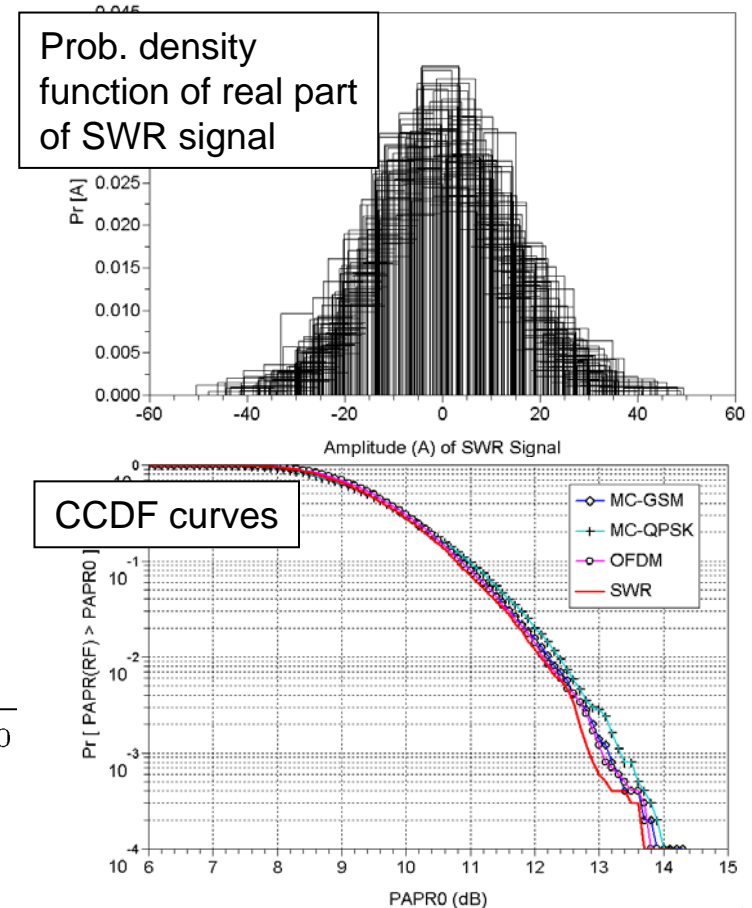 0.045
Prob. density
function of real part
of SWR signal
Pr [A]
0.025
0.020
0.015
0.010
0.005
0.000
-60 -40 -20 0 20 40 60
Amplitude (A) of SWR Signal
0
CCDF curves
MC-GSM
MC-QPSK
OFDM
SWR
Pr [ PAPR(RF) > PAPR0 ]
-1
10
-2
10
-3
10
-4
10
6 7 8 9 10 11 12 13 14 15
PAPR0 (dB)
0